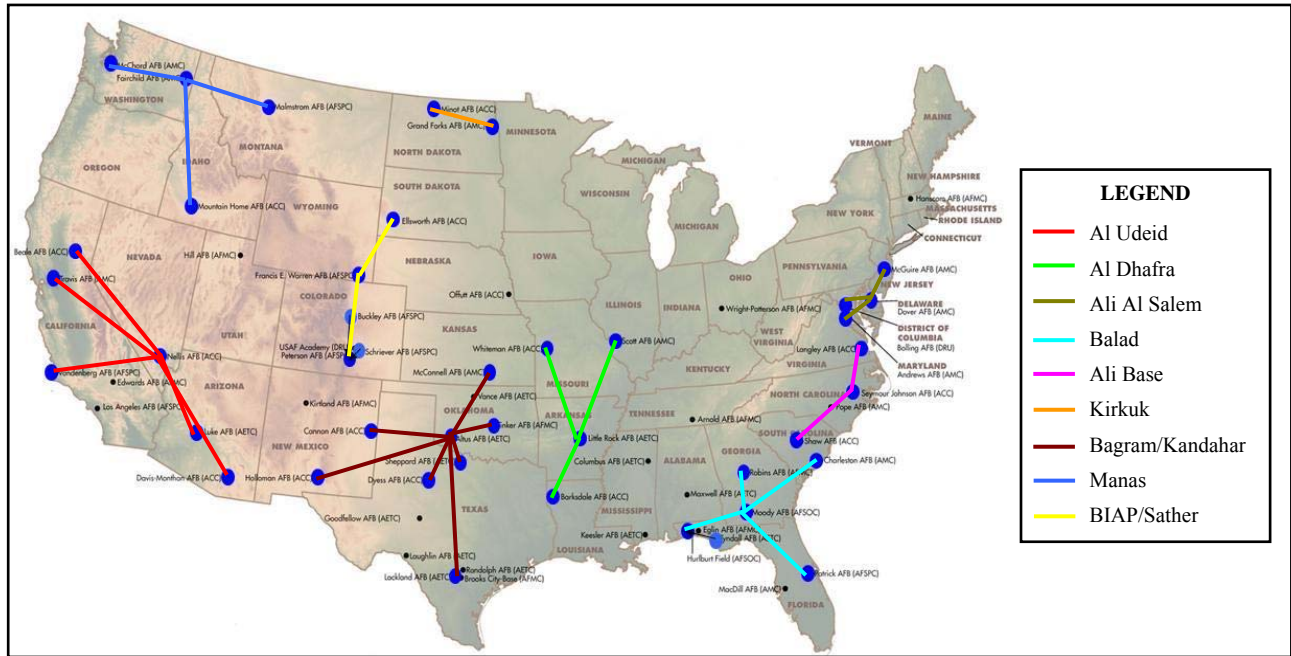 McChord AFB (AMC)
Fairchild AFB (AMC)
WASHINGTON
Malmstrom AFB (AFSPC)
MONTANA
OREGON
IDAHO
Mountain Home AFB (ACC)
Minot AFB (ACC)
Grand Forks AFB (AMC)
MINNESOTA
NORTH DAKOTA
SOUTH DAKOTA
Ellsworth AFB (ACC)
WYOMING
MICHIGAN
WISCONSIN
MICHIGAN
MAINE
VERMONT
NEW HAMPSHIRE
Hanscom AFB (AFMC)
MASSACHUSETTS
RHODE ISLAND
NEW YORK
CONNECTICUT
Beale AFB (ACC)
NEVADA
Hill AFB (AFMC)
Travis AFB (AMC)
Francis E. Warren AFB (AFSPC)
NEBRASKA
IOWA
Offutt AFB (ACC)
PENNSYLVANIA
McGuire AFB (AMC)
NEW JERSEY
OHIO
ILLINOIS
INDIANA
Wright-Patterson AFB (AFMC)
DELAWARE
Dover AFB (AMC)
DISTRICT OF
COLUMBIA
Bolling AFB (DRU)
MARYLAND
Andrews AFB (AMC)
COLORADO
Buckley AFB (AFSPC)
CALIFORNIA
UTAH
KANSAS
USAF Academy (DRU)
Peterson AFB (AFSPC)
Schriever AFB (AFSPC)
Whiteman AFB (ACC)
Scott AFB (AMC)
WEST
VIRGINIA
Langley AFB (ACC)
VIRGINIA
KENTUCKY
Nellis AFB (ACC)
Vandenberg AFB (AFSPC)
Edwards AFB (AFMC)
Los Angeles AFB (AFSPC)
ARIZONA
McConnell AFB (AMC)
MISSOURI
Vance AFB (AETC)
Kirtland AFB (AFMC)
OKLAHOMA
ARKANSAS
TENNESSEE
Arnold AFB (AFMC)
NORTH CAROLINA
Seymour Johnson AFB (ACC)
Pope AFB (AMC)
Luke AFB (AETC)
NEW MEXICO
Cannon AFB (ACC)
Altus AFB (AETC)
Tinker AFB (AFMC)
Little Rock AFB (AETC)
SOUTH CAROLINA
Shaw AFB (ACC)
Davis-Monthan AFB (ACC)
Holloman AFB (ACC)
Sheppard AFB (AETC)
Dyess AFB (ACC)
Columbus AFB (AETC)
ALABAMA
GEORGIA
Charleston AFB (AMC)
Robins AFB (AFMC)
Barksdale AFB (ACC)
Maxwell AFB (AETC)
Moody AFB (AFSOC)
TEXAS
MISSISSIPPI
Goodfellow AFB (AETC)
Keesler AFB (AETC)
Eglin AFB (AFMC)
Tyndall AFB (AETC)
Hurlburt Field (AFSOC)
LOUISIANA
Laughlin AFB (AETC)
Randolph AFB (AETC)
Lackland AFB (AETC)
Brooks City-Base (AFMC)
Patrick AFB (AFSPC)
MacDill AFB (AMC)
FLORIDA
LEGEND
Al Udeid
Al Dhafra
Ali Al Salem
Balad
Ali Base
Kirkuk
Bagram/Kandahar
Manas
BIAP/Sather